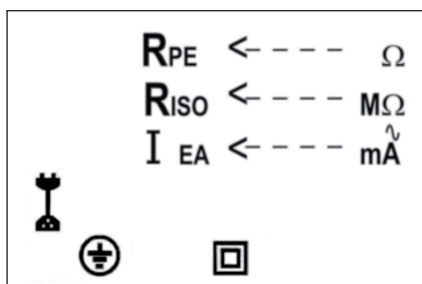 RPE <---- Ω
RISO <---- MΩ
I EA <---- mA